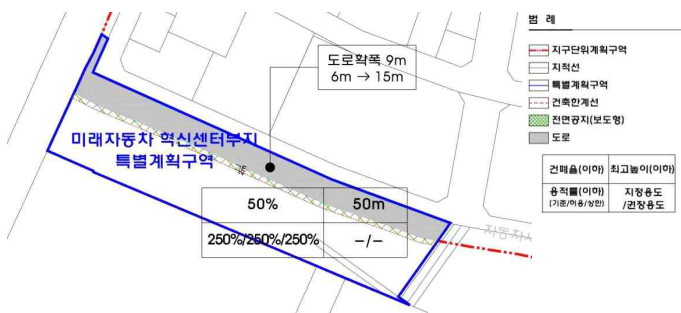 범 례
도로확폭 9m
6m → 15m
지구단위계획구역
지적선
특별계획구역
건축한계선
전면공지(보도형)
도로
미래자동차 혁신센터부지
특별계획구역
건폐율(이하) 최고높이(이하)
용적률(이하) 지정용도
(기준/허용/상한) /권장용도
50% 50m
250%/250%/250% -/-